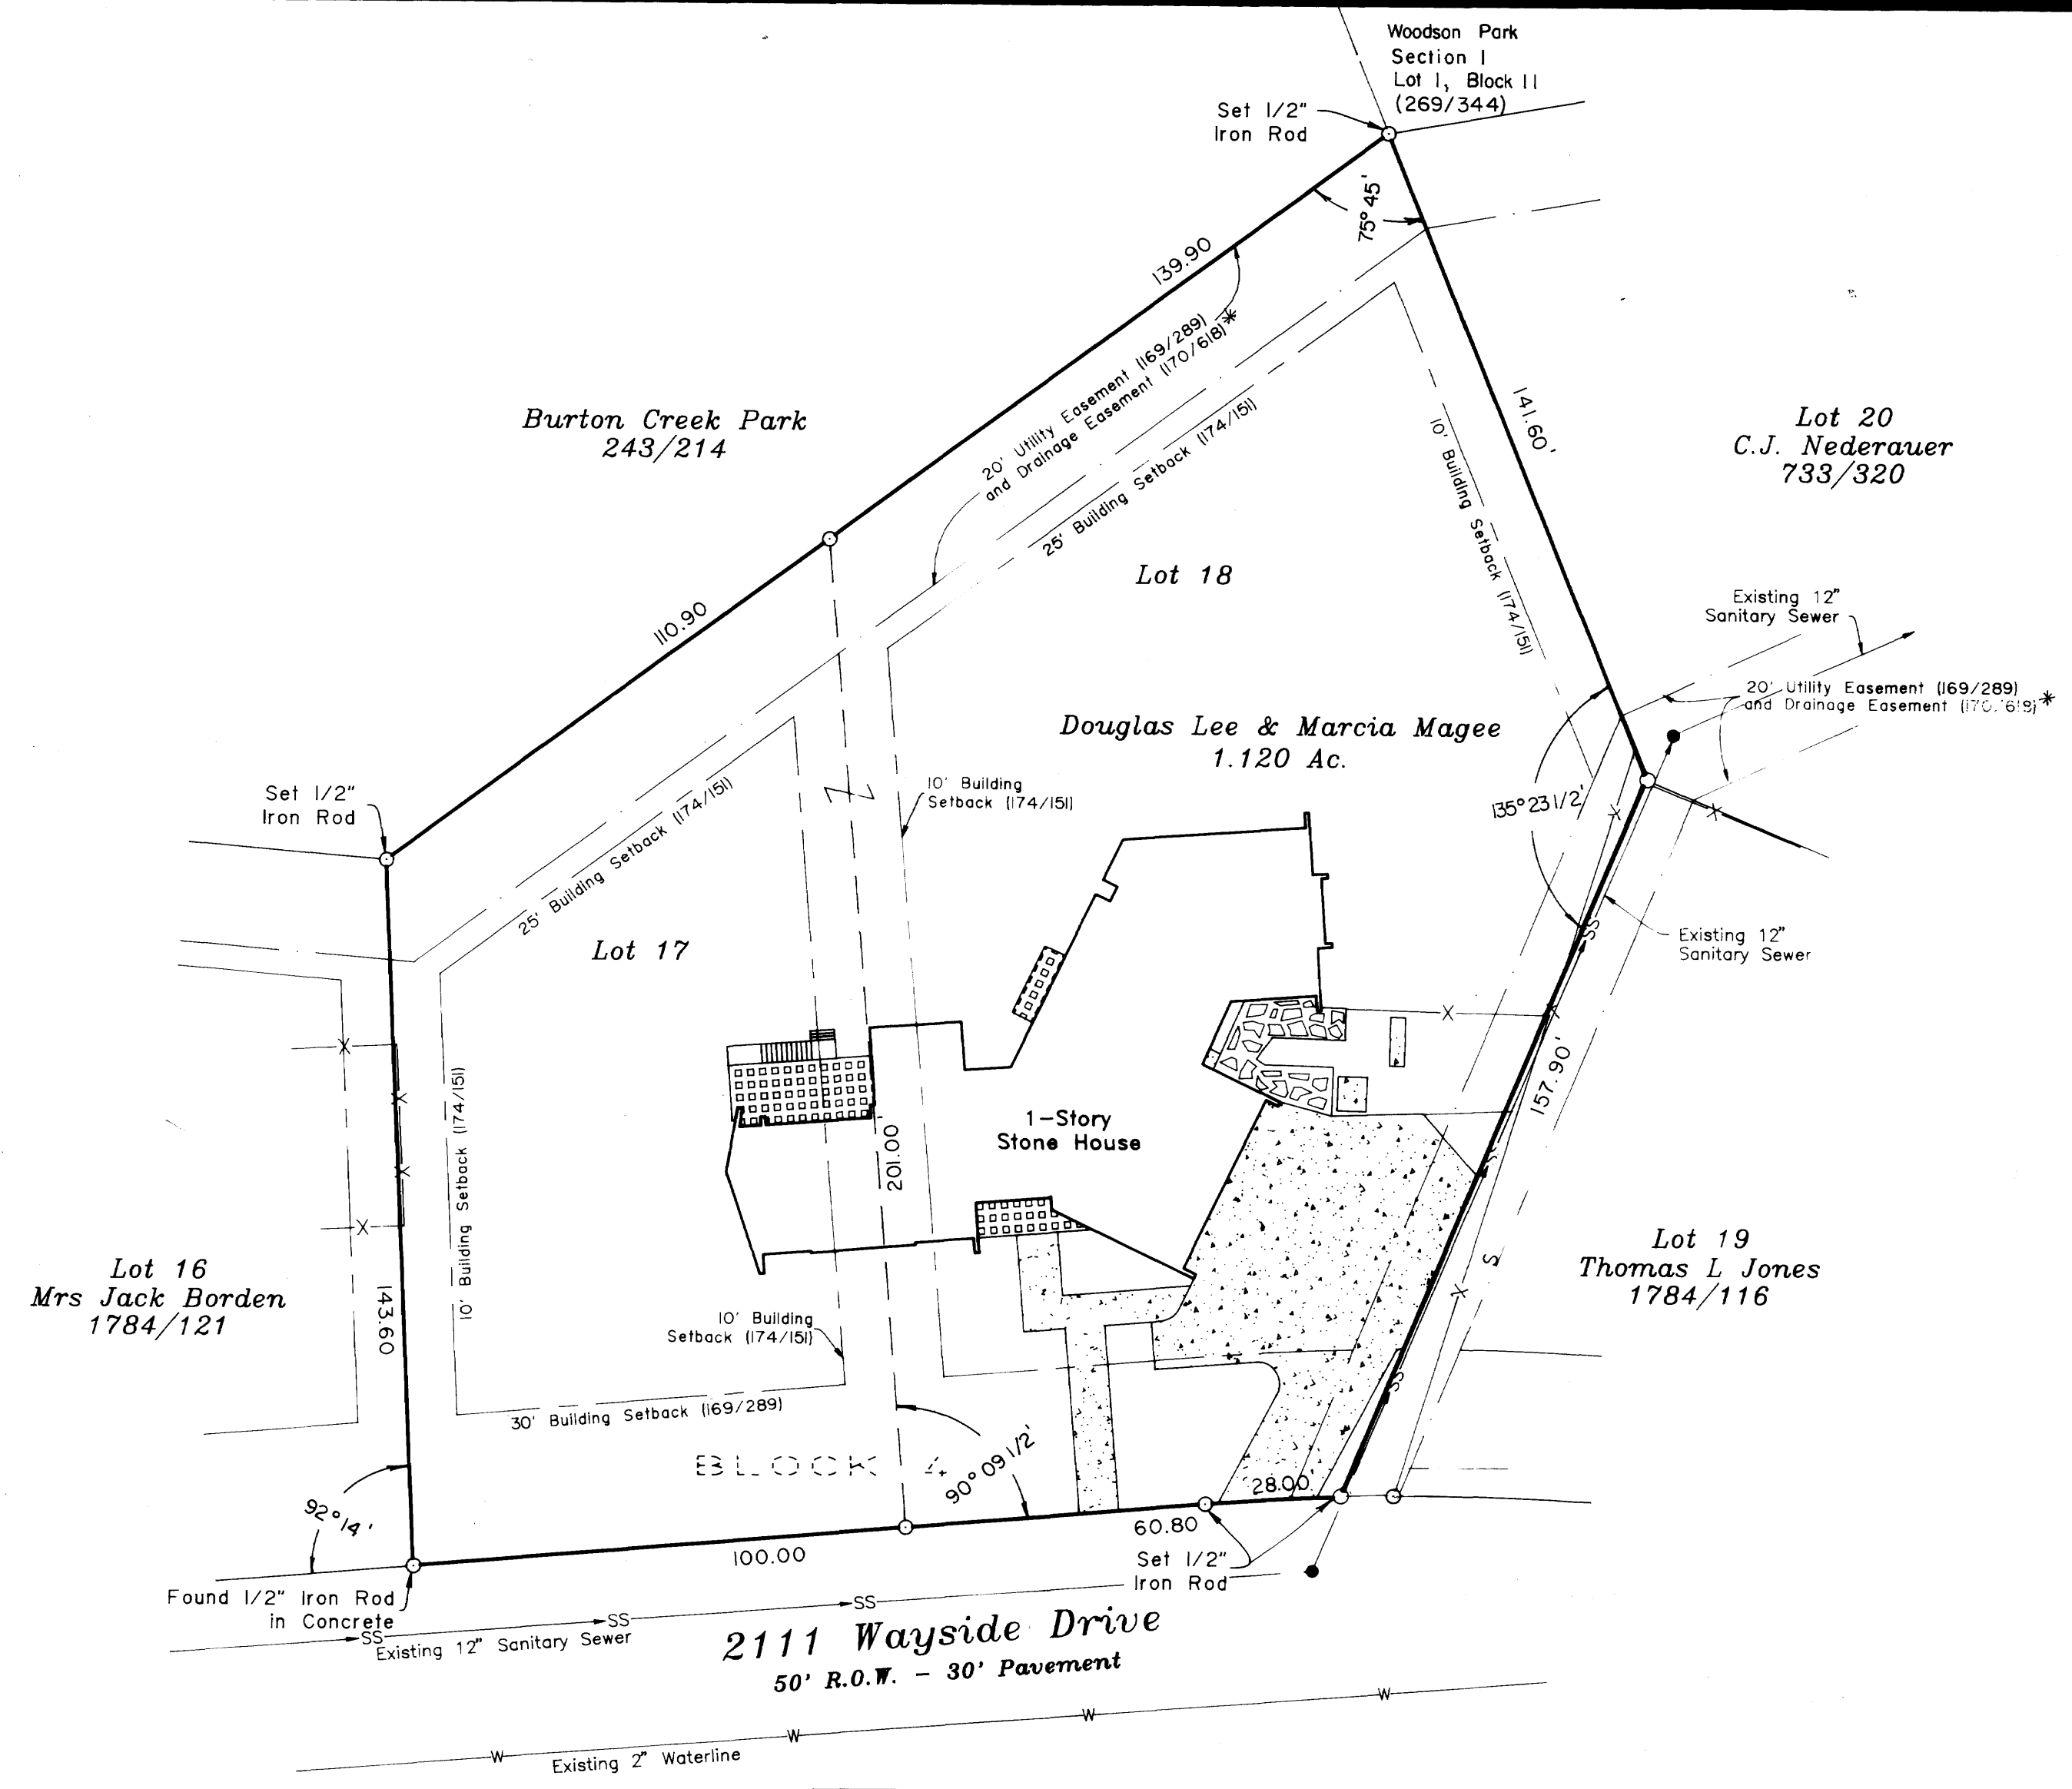 Woodson Park
Section 1
Lot 1, Block 11
(269/344)
Set 1/2"
Iron Rod
75° 45'
139.90
20' Utility Easement (169/289)
and Drainage Easement (170/618)*
25' Building Setback (174/151)
141.60'
10' Building Setback (174/151)
Burton Creek Park
243/214
Lot 20
C.J. Nederauer
733/320
110.90
Lot 18
Existing 12"
Sanitary Sewer
20' Utility Easement (169/289)
and Drainage Easement (170/618)*
Douglas Lee & Marcia Magee
1.120 Ac.
Set 1/2"
Iron Rod
10' Building
Setback (174/151)
135° 23 1/2'
25' Building Setback (174/151)
Z
X
X
Lot 17
SS
Existing 12"
Sanitary Sewer
X
X
X
157.90'
X
10' Building Setback (174/151)
1-Story
Stone House
201.00
X
X
Lot 16
Mrs Jack Borden
1784/121
143.60
Lot 19
Thomas L Jones
1784/116
S
X
10' Building
Setback (174/151)
SS
30' Building Setback (169/289)
BLOCK 4
90° 09 1/2'
92° 14'
28.00'
60.80
100.00
Set 1/2"
Iron Rod
Found 1/2" Iron Rod
in Concrete
SS
SS
SS
Existing 12" Sanitary Sewer
2111 Wayside Drive
50' R.O.W. - 30' Pavement
W
W
W
W
Existing 2" Waterline